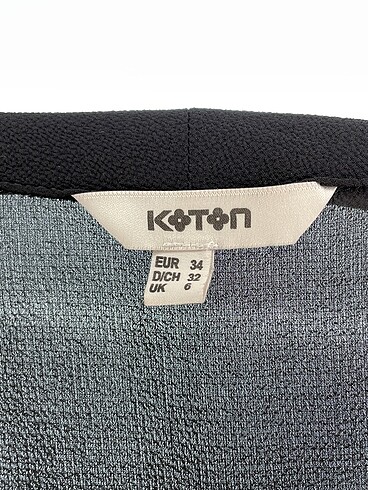 KOTON
EUR 34
D/CH 32
UK 6